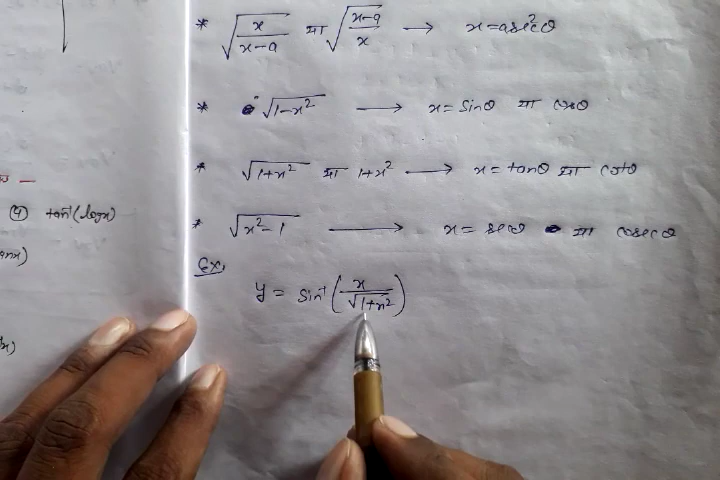 * √(x/(x-a)) या √((x-a)/x) → x = a sec²θ
* √(1-x²) → x = sinθ या cosθ
* √(1+x²) या 1+x² → x = tanθ या cotθ
* √(x²-1) → x = secθ या cosecθ
Ex.
y = sin⁻¹(x/√(1+x²))
(4) tan⁻¹(logx)